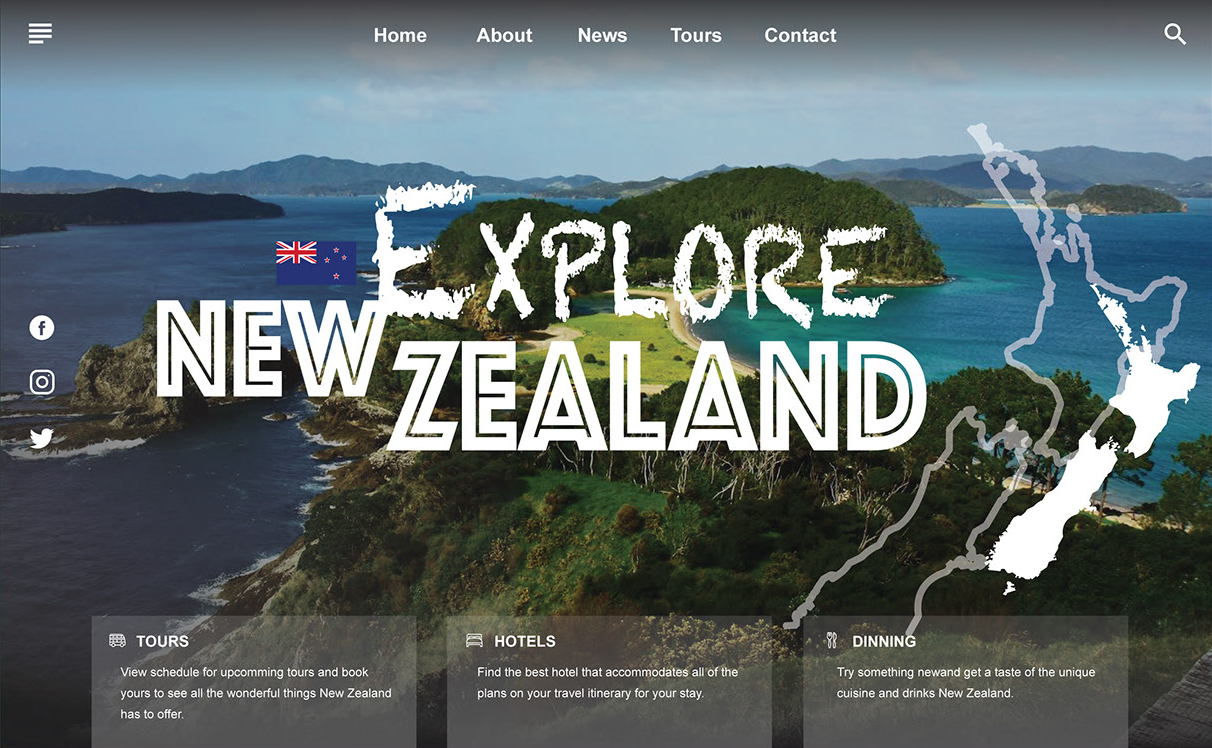 Home About News Tours Contact
EXPLORE
NEW
ZEALAND
TOURS
View schedule for upcomming tours and book
yours to see all the wonderful things New Zealand
has to offer.
HOTELS
Find the best hotel that accommodates all of the
plans on your travel itinerary for your stay.
DINNING
Try something newand get a taste of the unique
cuisine and drinks New Zealand.